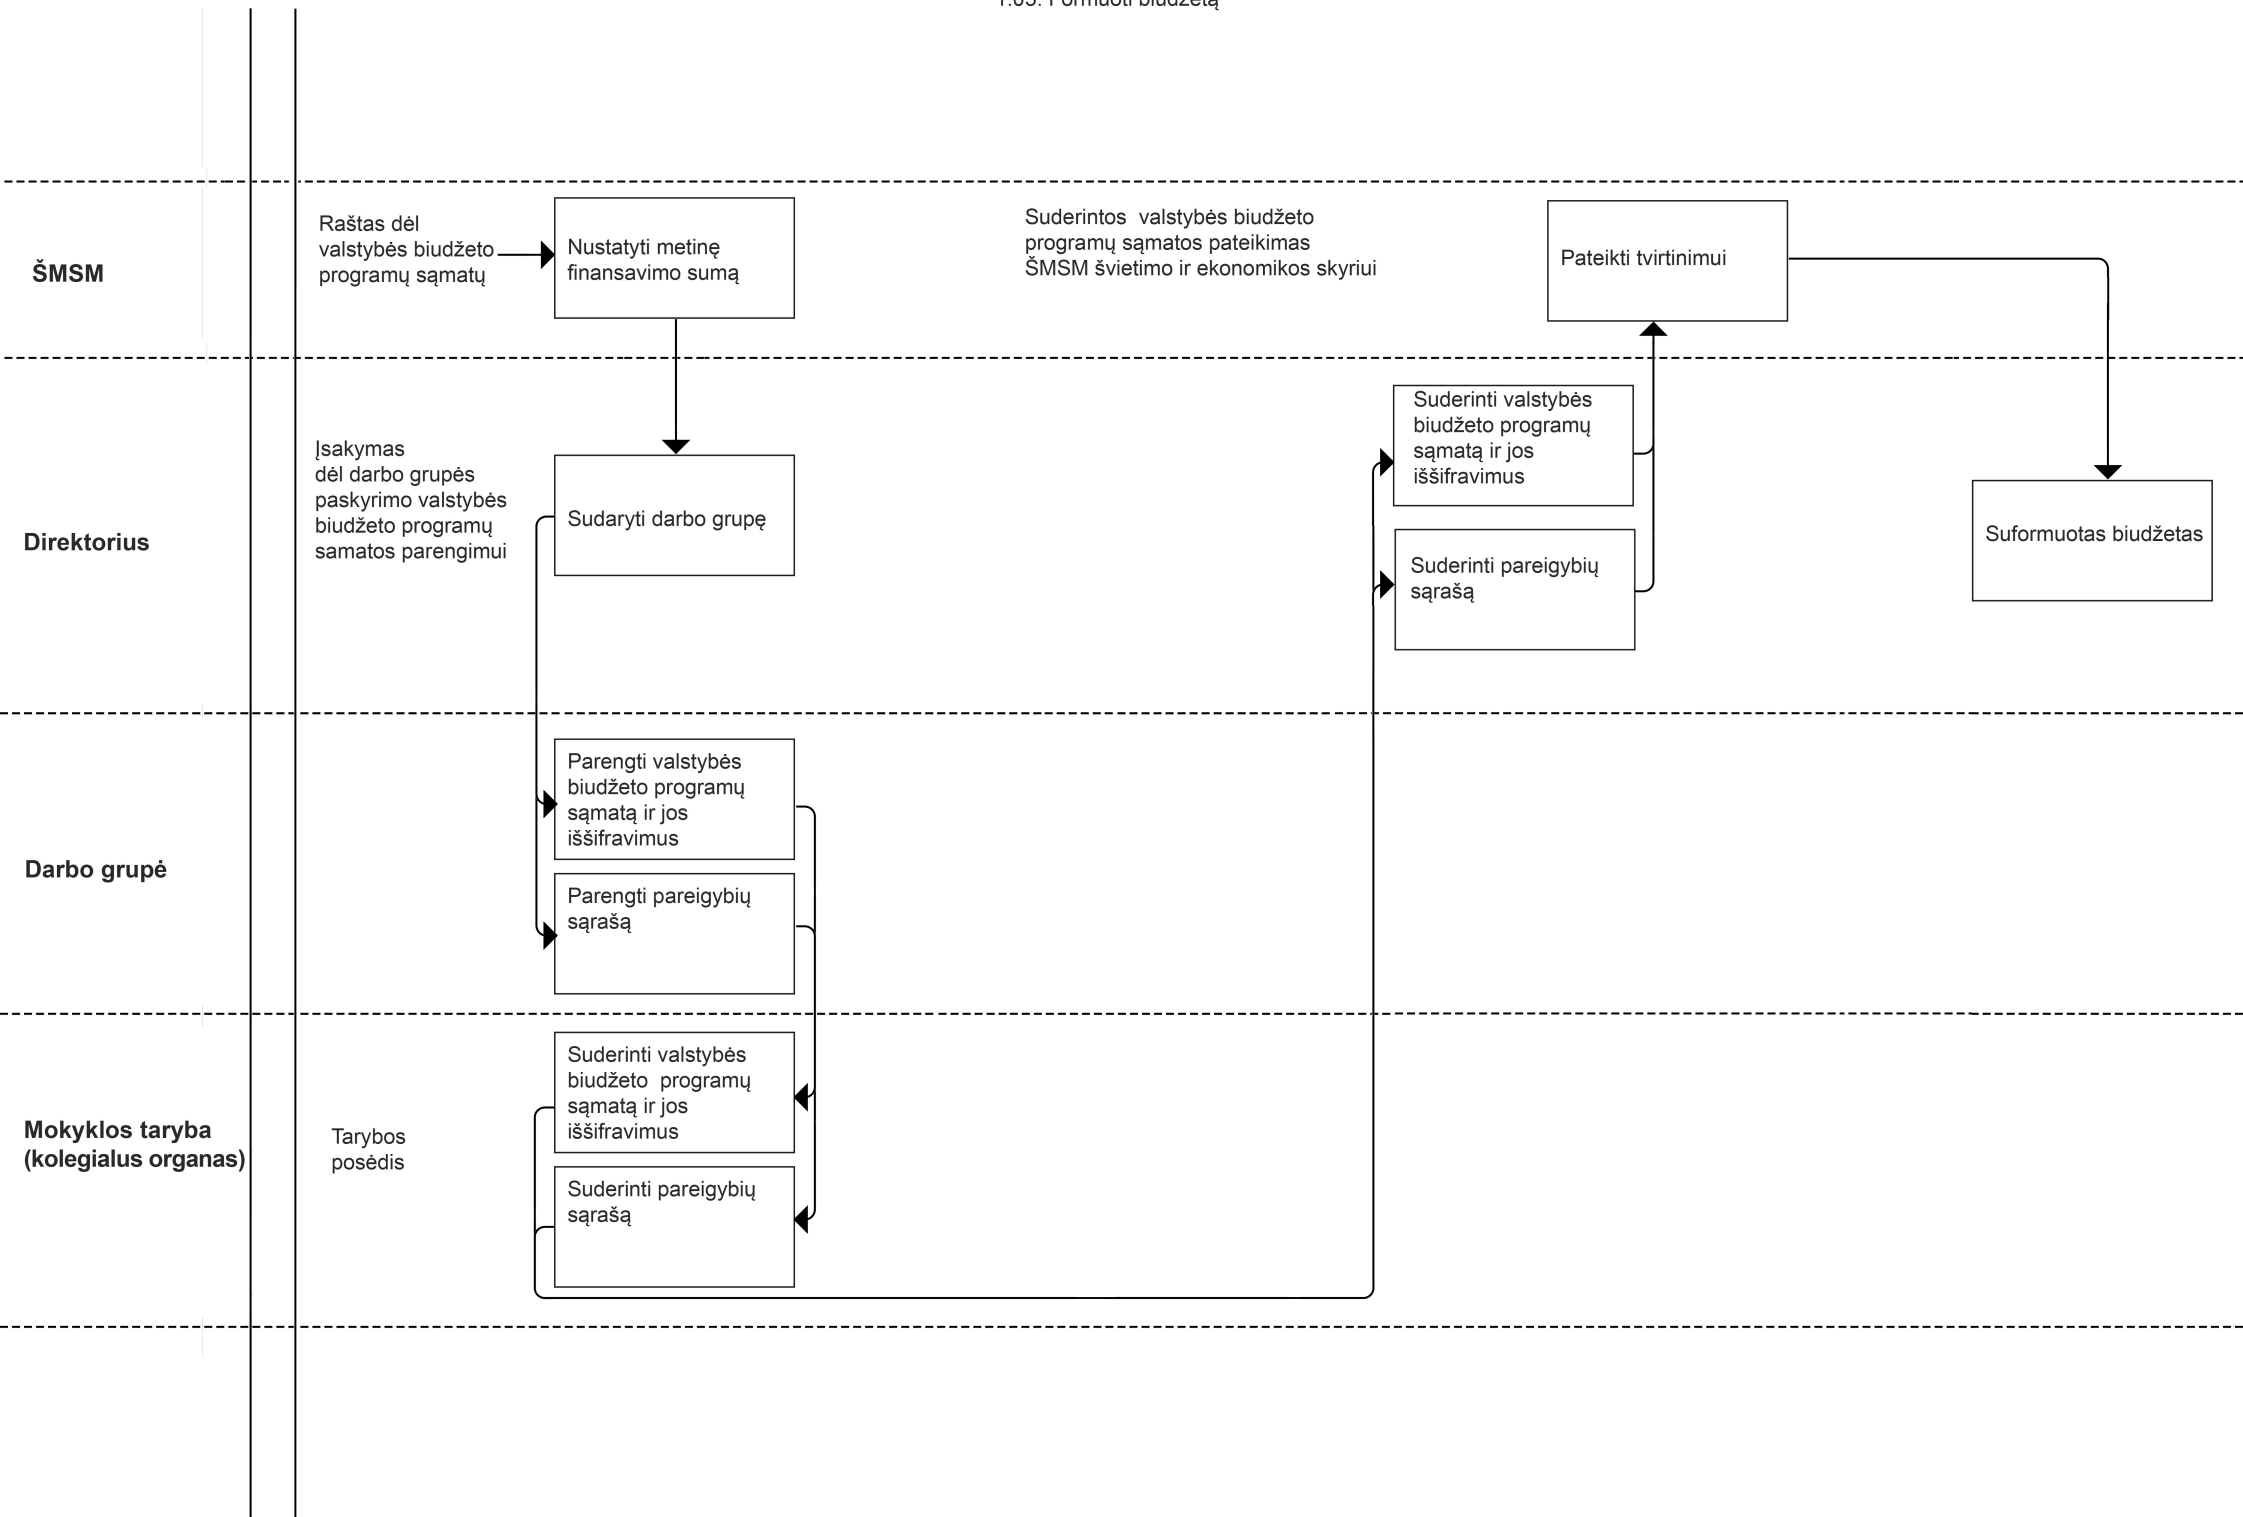 1.05. Formuoti biudžetą
ŠMSM
Raštas dėl
valstybės biudžeto
programų sąmatų
Nustatyti metinę
finansavimo sumą
Suderintos valstybės biudžeto
programų sąmatos pateikimas
ŠMSM švietimo ir ekonomikos skyriui
Pateikti tvirtinimui
Direktorius
Įsakymas
dėl darbo grupės
paskyrimo valstybės
biudžeto programų
samatos parengimui
Sudaryti darbo grupę
Suderinti valstybės
biudžeto programų
sąmatą ir jos
iššifravimus
Suderinti pareigybių
sąrašą
Suformuotas biudžetas
Darbo grupė
Parengti valstybės
biudžeto programų
sąmatą ir jos
iššifravimus
Parengti pareigybių
sąrašą
Mokyklos taryba
(kolegialus organas)
Tarybos
posėdis
Suderinti valstybės
biudžeto programų
sąmatą ir jos
iššifravimus
Suderinti pareigybių
sąrašą